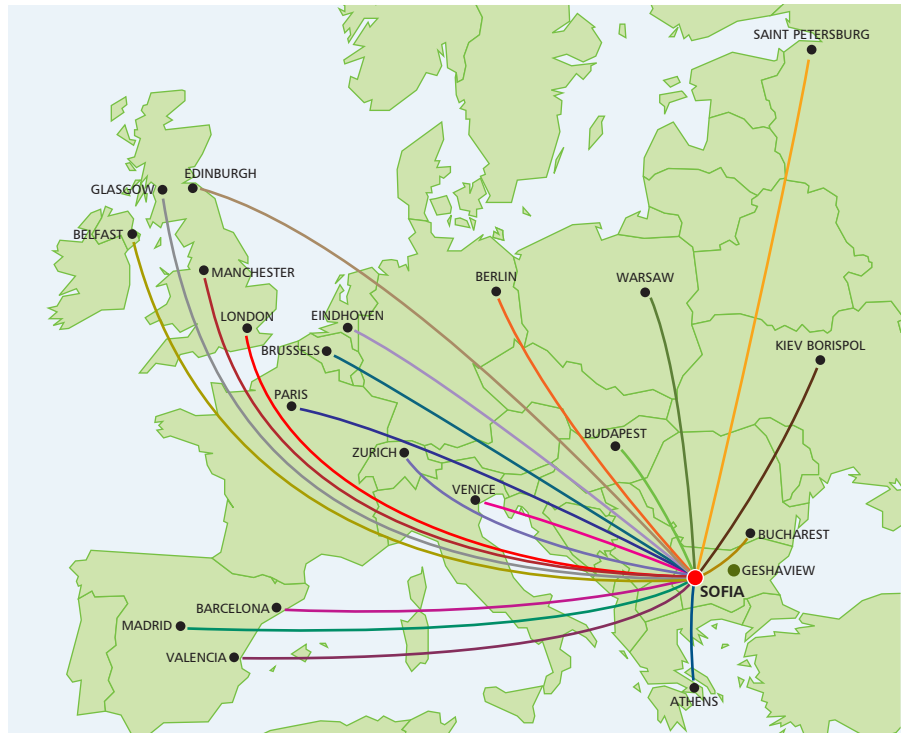 SAINT PETERSBURG
EDINBURGH
GLASGOW
BELFAST
MANCHESTER
BERLIN
WARSAW
LONDON
EINDHOVEN
KIEV BORISPOL
BRUSSELS
PARIS
BUDAPEST
ZURICH
VENICE
BUCHAREST
GESHAVIEW
SOFIA
BARCELONA
MADRID
VALENCIA
ATHENS